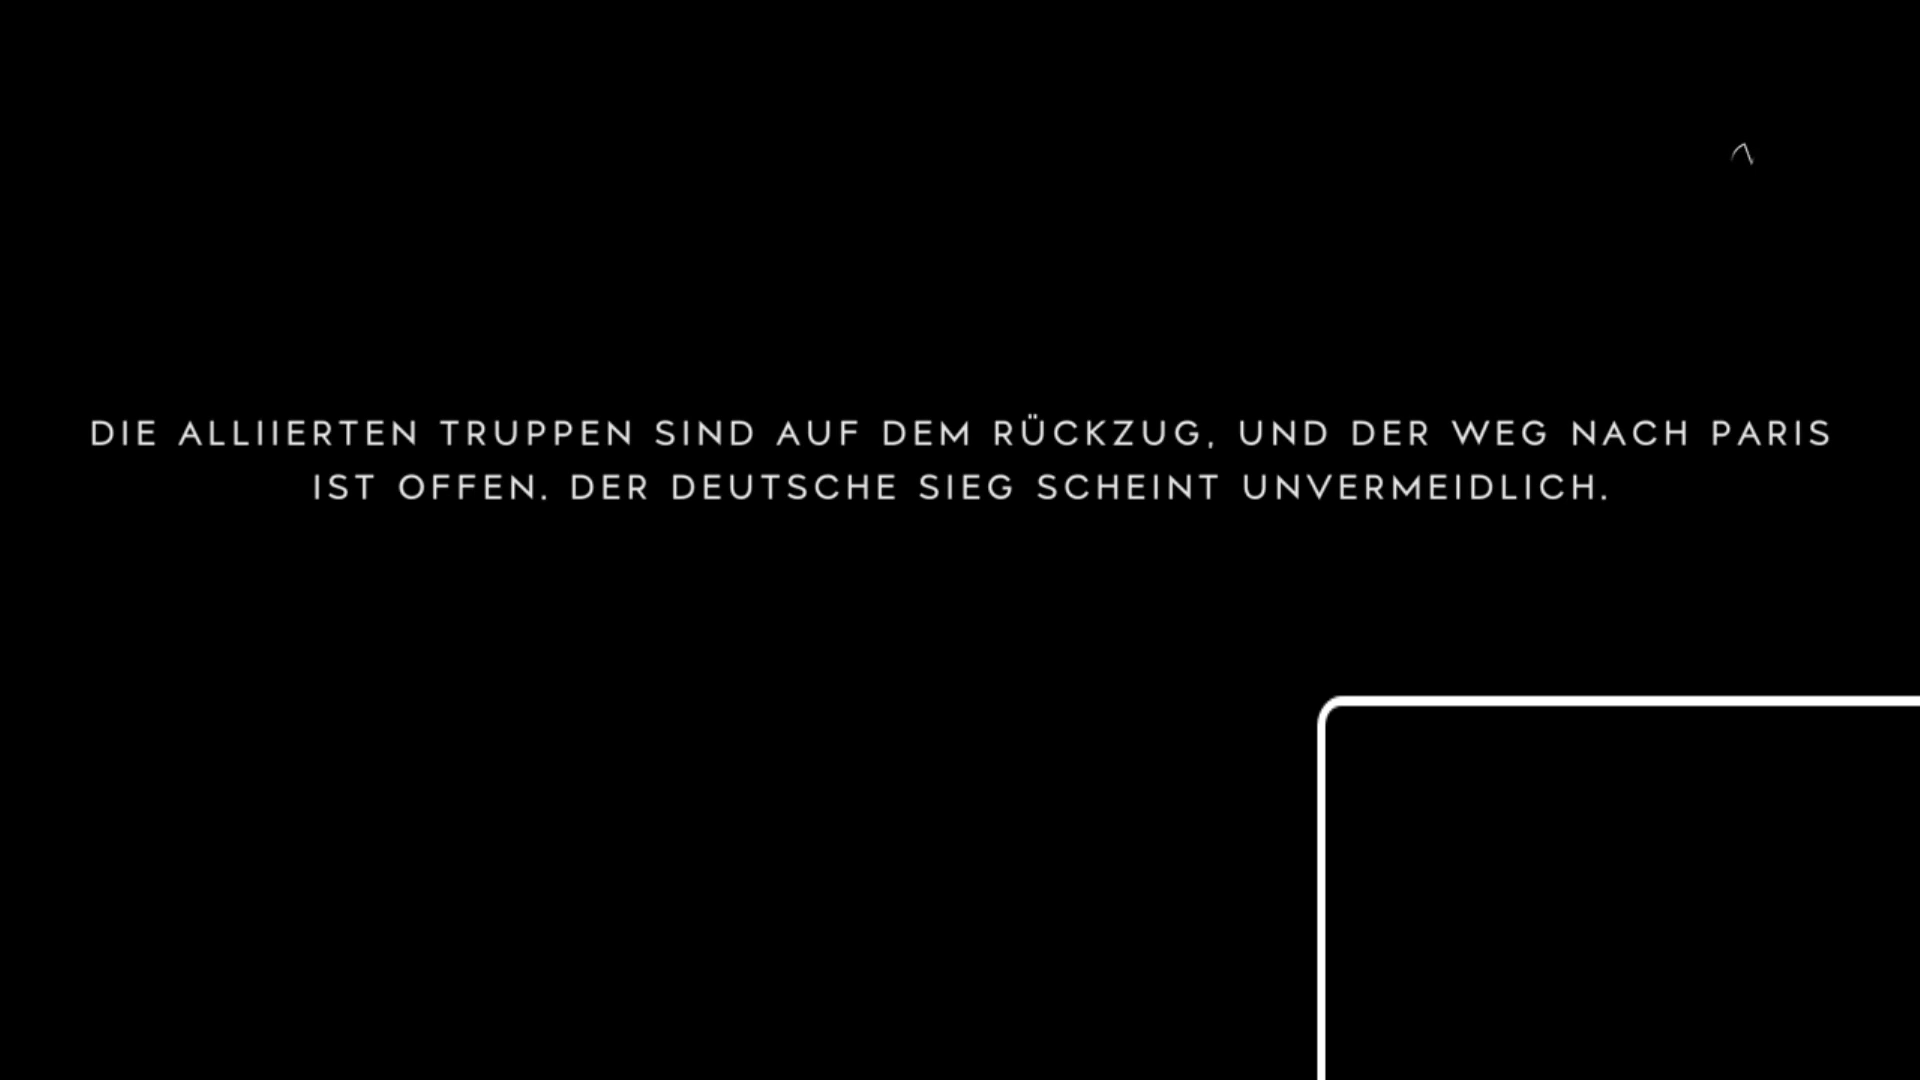 DIE ALLIIERTEN TRUPPEN SIND AUF DEM RÜCKZUG, UND DER WEG NACH PARIS
IST OFFEN. DER DEUTSCHE SIEG SCHEINT UNVERMEIDLICH.